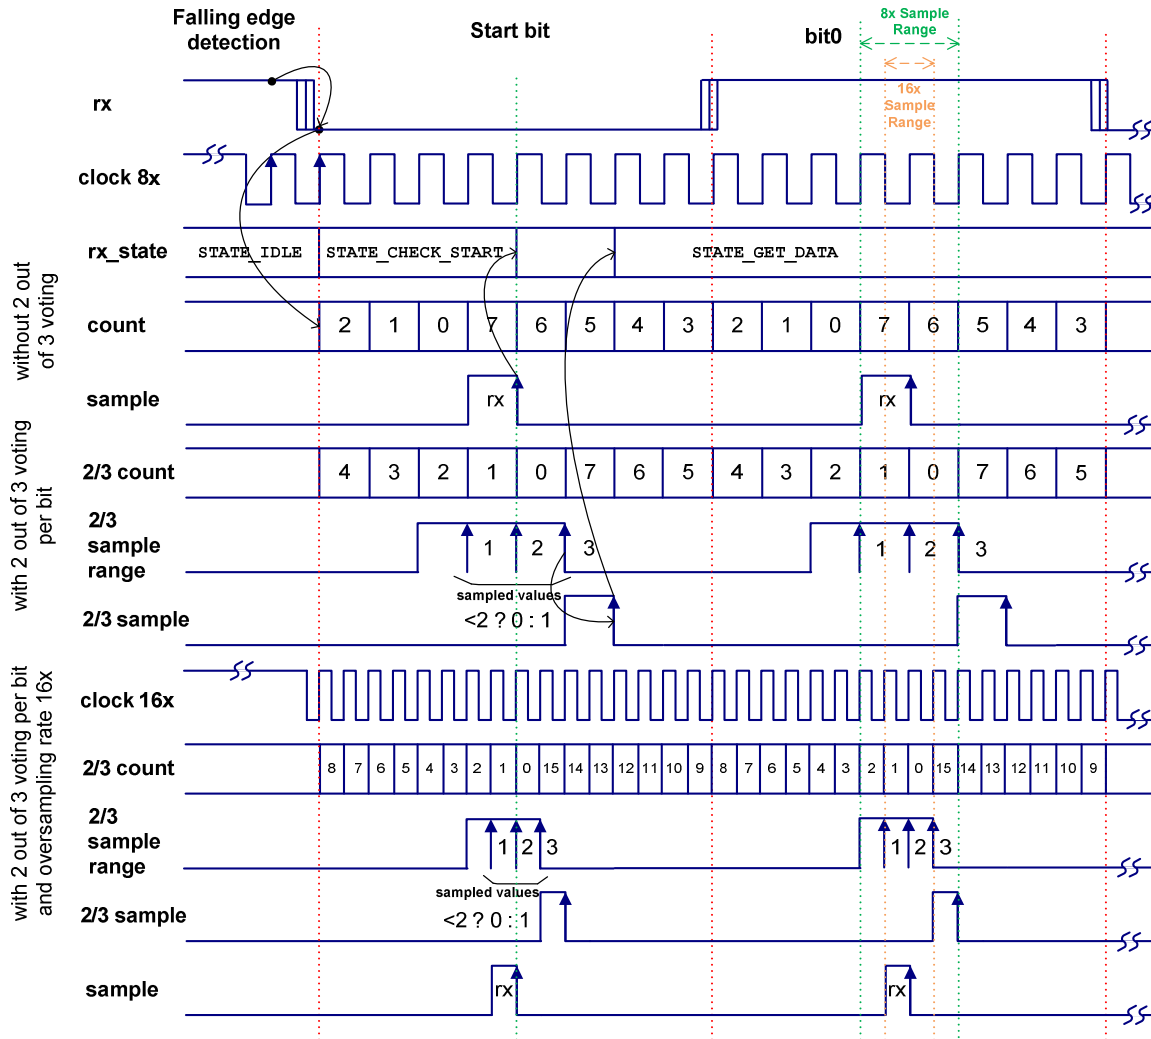 Falling edge
detection
Start bit
bit0
8x Sample
Range
16x
Sample
Range
rx
clock 8x
rx_state
STATE_IDLE
STATE_CHECK_START
STATE_GET_DATA
without 2 out
of 3 voting
count
2 1 0 7 6 5 4 3 2 1 0 7 6 5 4 3
sample
rx
rx
with 2 out of 3 voting
per bit
2/3 count
4 3 2 1 0 7 6 5 4 3 2 1 0 7 6 5
2/3
sample
range
1 2 3
1 2 3
sampled values
<2 ? 0 : 1
2/3 sample
with 2 out of 3 voting per bit
and oversampling rate 16x
clock 16x
2/3 count
8 7 6 5 4 3 2 1 0 15 14 13 12 11 10 9 8 7 6 5 4 3 2 1 0 15 14 13 12 11 10 9
2/3
sample
range
1 2 3
1 2 3
sampled values
<2 ? 0 : 1
2/3 sample
sample
rx
rx